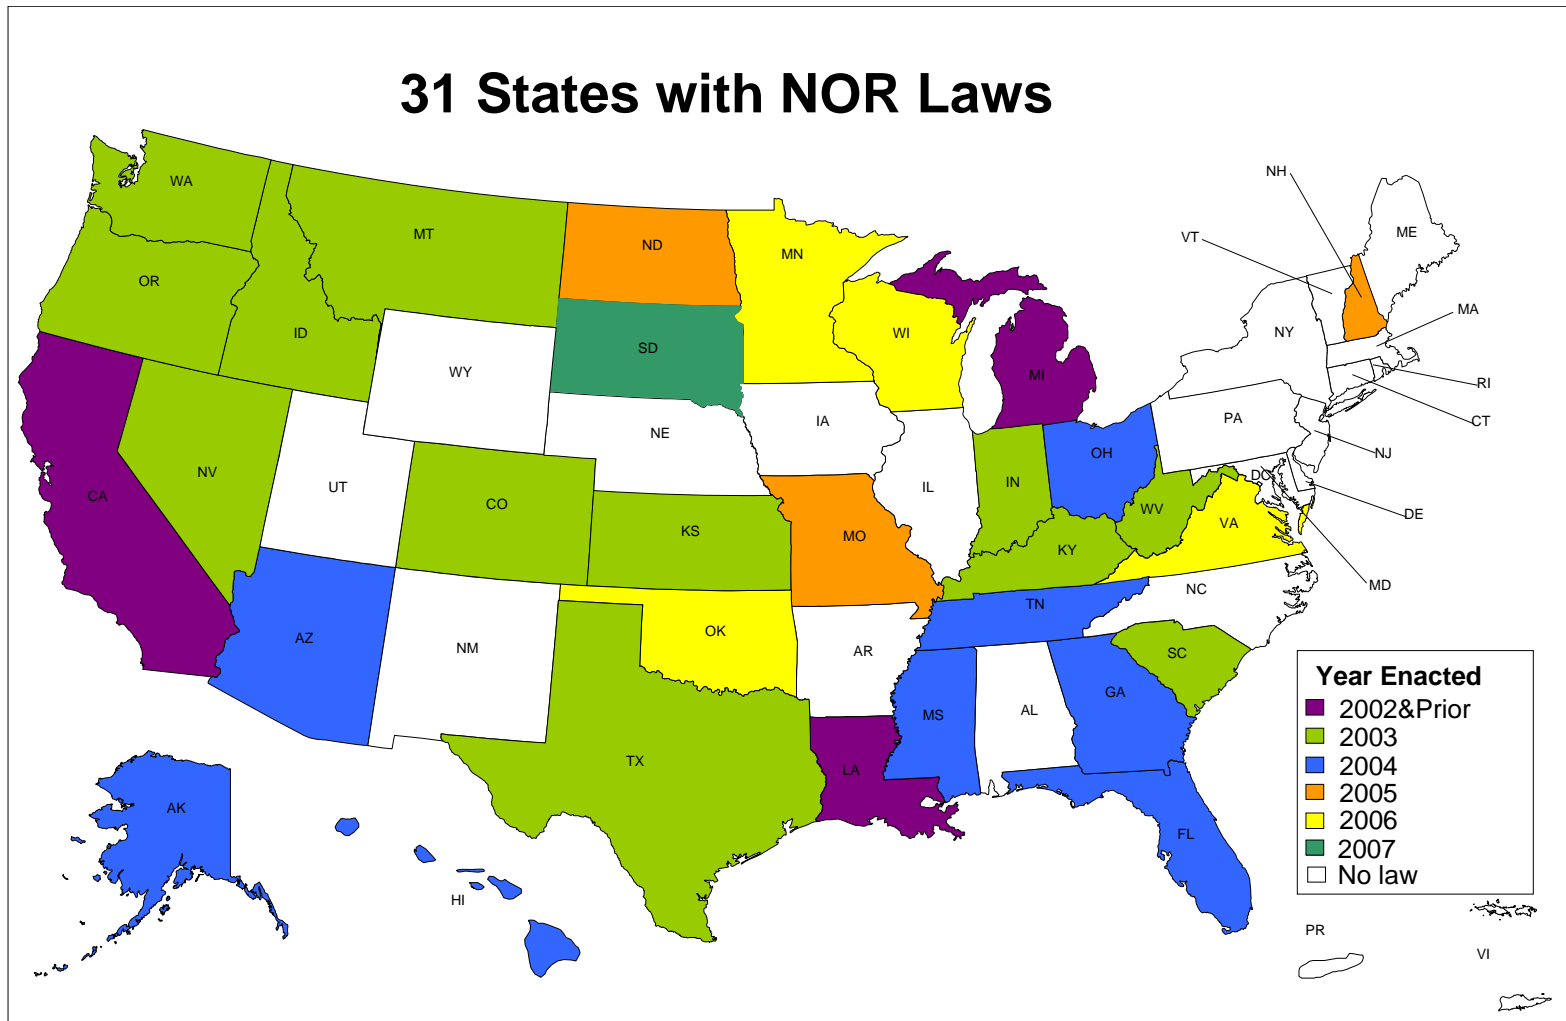 31 States with NOR Laws
NH
WA
ME
MT
VT
ND
MN
OR
MA
ID
NY
WI
SD
WY
MI
RI
PA
IA
CT
NE
OH
NJ
NV
DC
IN
UT
IL
CA
CO
WV
DE
VA
KS
MO
KY
MD
NC
TN
OK
AZ
NM
AR
SC
Year Enacted
GA
2002&Prior
AL
MS
2003
TX
2004
LA
2005
AK
2006
FL
2007
No law
HI
PR
VI